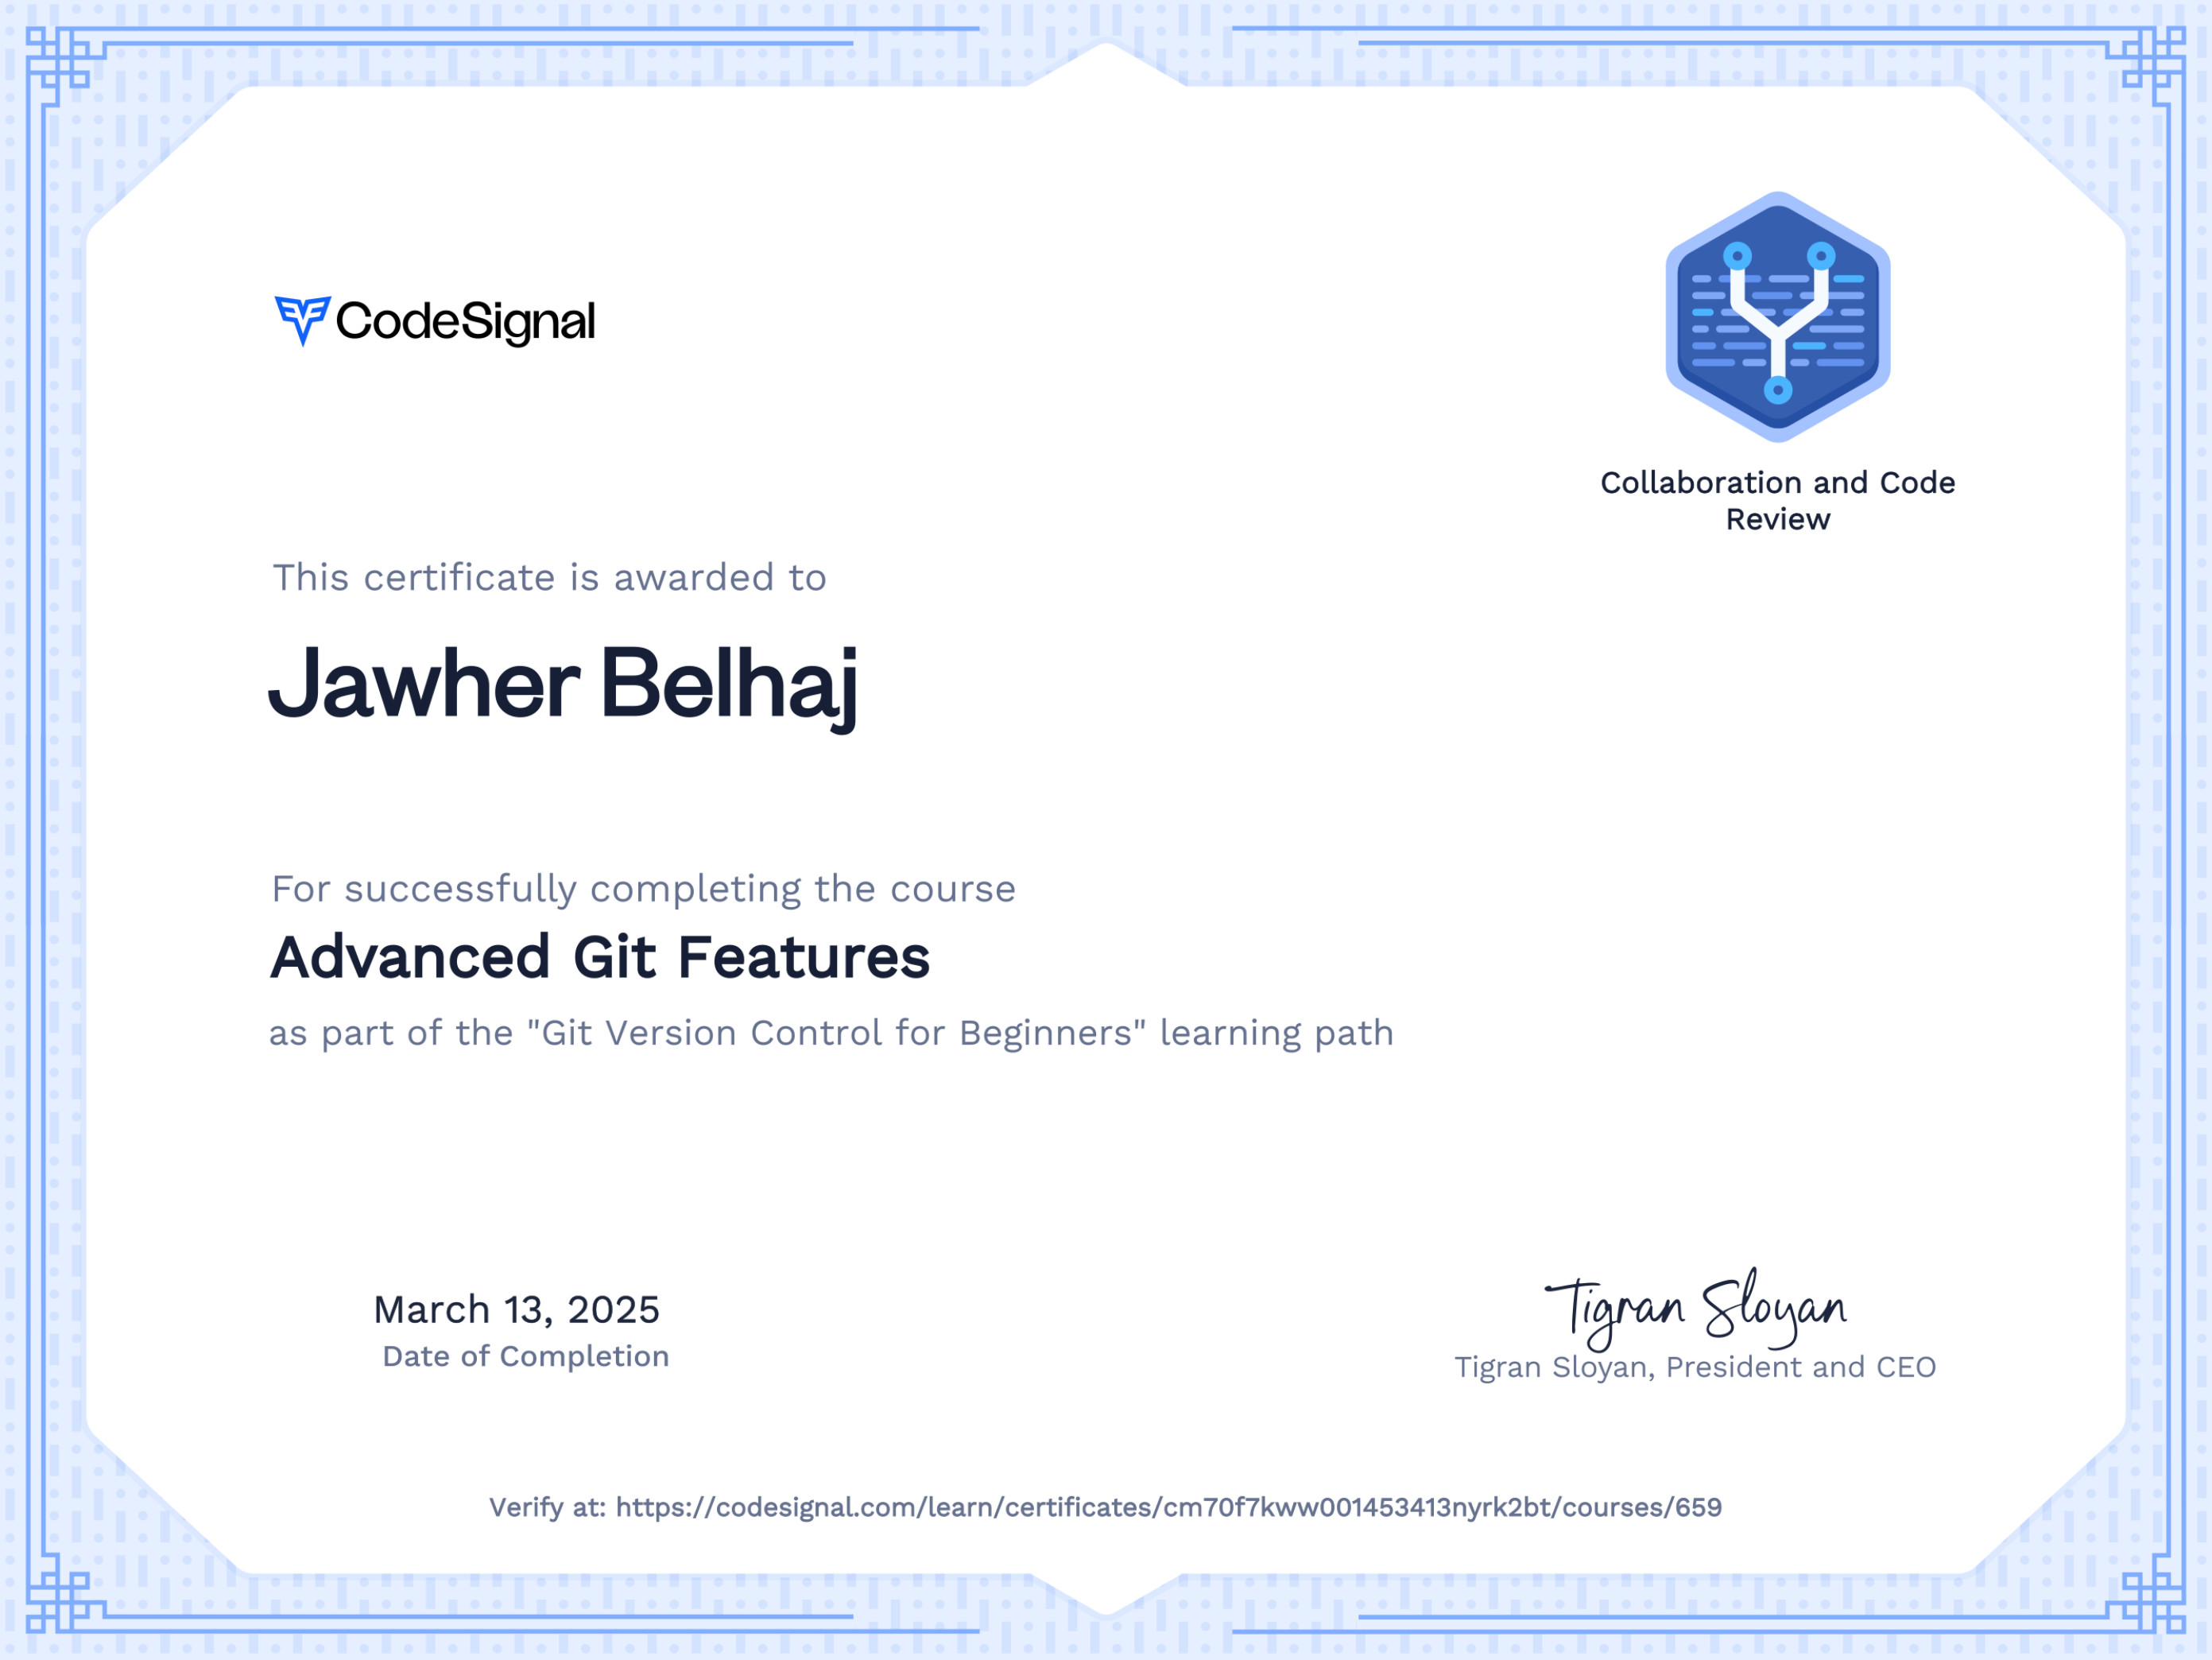 CodeSignal
Collaboration and Code
Review
This certificate is awarded to
Jawher Belhaj
For successfully completing the course
Advanced Git Features
as part of the "Git Version Control for Beginners" learning path
March 13, 2025
Date of Completion
Tigran Sloyan
Tigran Sloyan, President and CEO
Verify at: https://codesignal.com/learn/certificates/cm70f7kww001453413nyrk2bt/courses/659